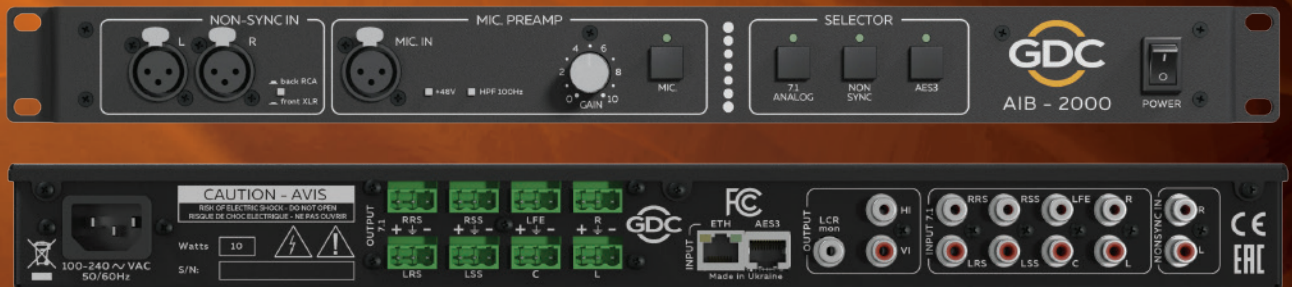 NON-SYNC IN
L
R
back RCA
front XLR
MIC. PREAMP
MIC. IN
+48V
HPF 100Hz
0
2
4
6
8
10
GAIN
MIC.
SELECTOR
7.1
ANALOG
NON
SYNC
AES3
GDC
AIB - 2000
POWER
100-240 ~ VAC
50/60Hz
CAUTION - AVIS
RISH OF ELECTRIC SHOCK - DO NOT OPEN
RISQUE DE CHOC ELECTRIQUE - NE PAS OUVRIR
Watts 10
S/N:
OUTPUT
7.1
RRS RSS LFE R
+ - + - + - + -
LRS LSS C L
GDC
FC
INPUT
ETH AES3
Made in Ukraine
OUTPUT
LCR
mon
HI
VI
INPUT 7.1
RRS RSS LFE R
LRS LSS C L
NONSYNC IN
R
L
CE
EAC